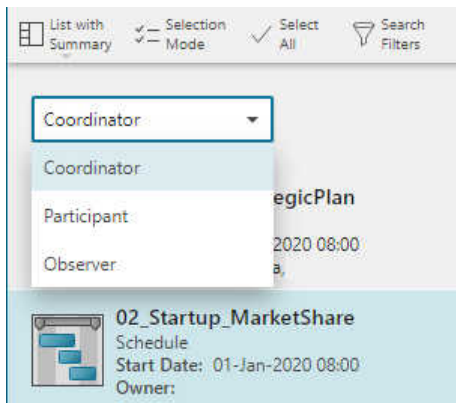 List with Summary
Selection Mode
Select All
Search Filters
Coordinator
Coordinator
Participant
Observer
egicPlan
2020 08:00
a,
02_Startup_MarketShare
Schedule
Start Date: 01-Jan-2020 08:00
Owner: